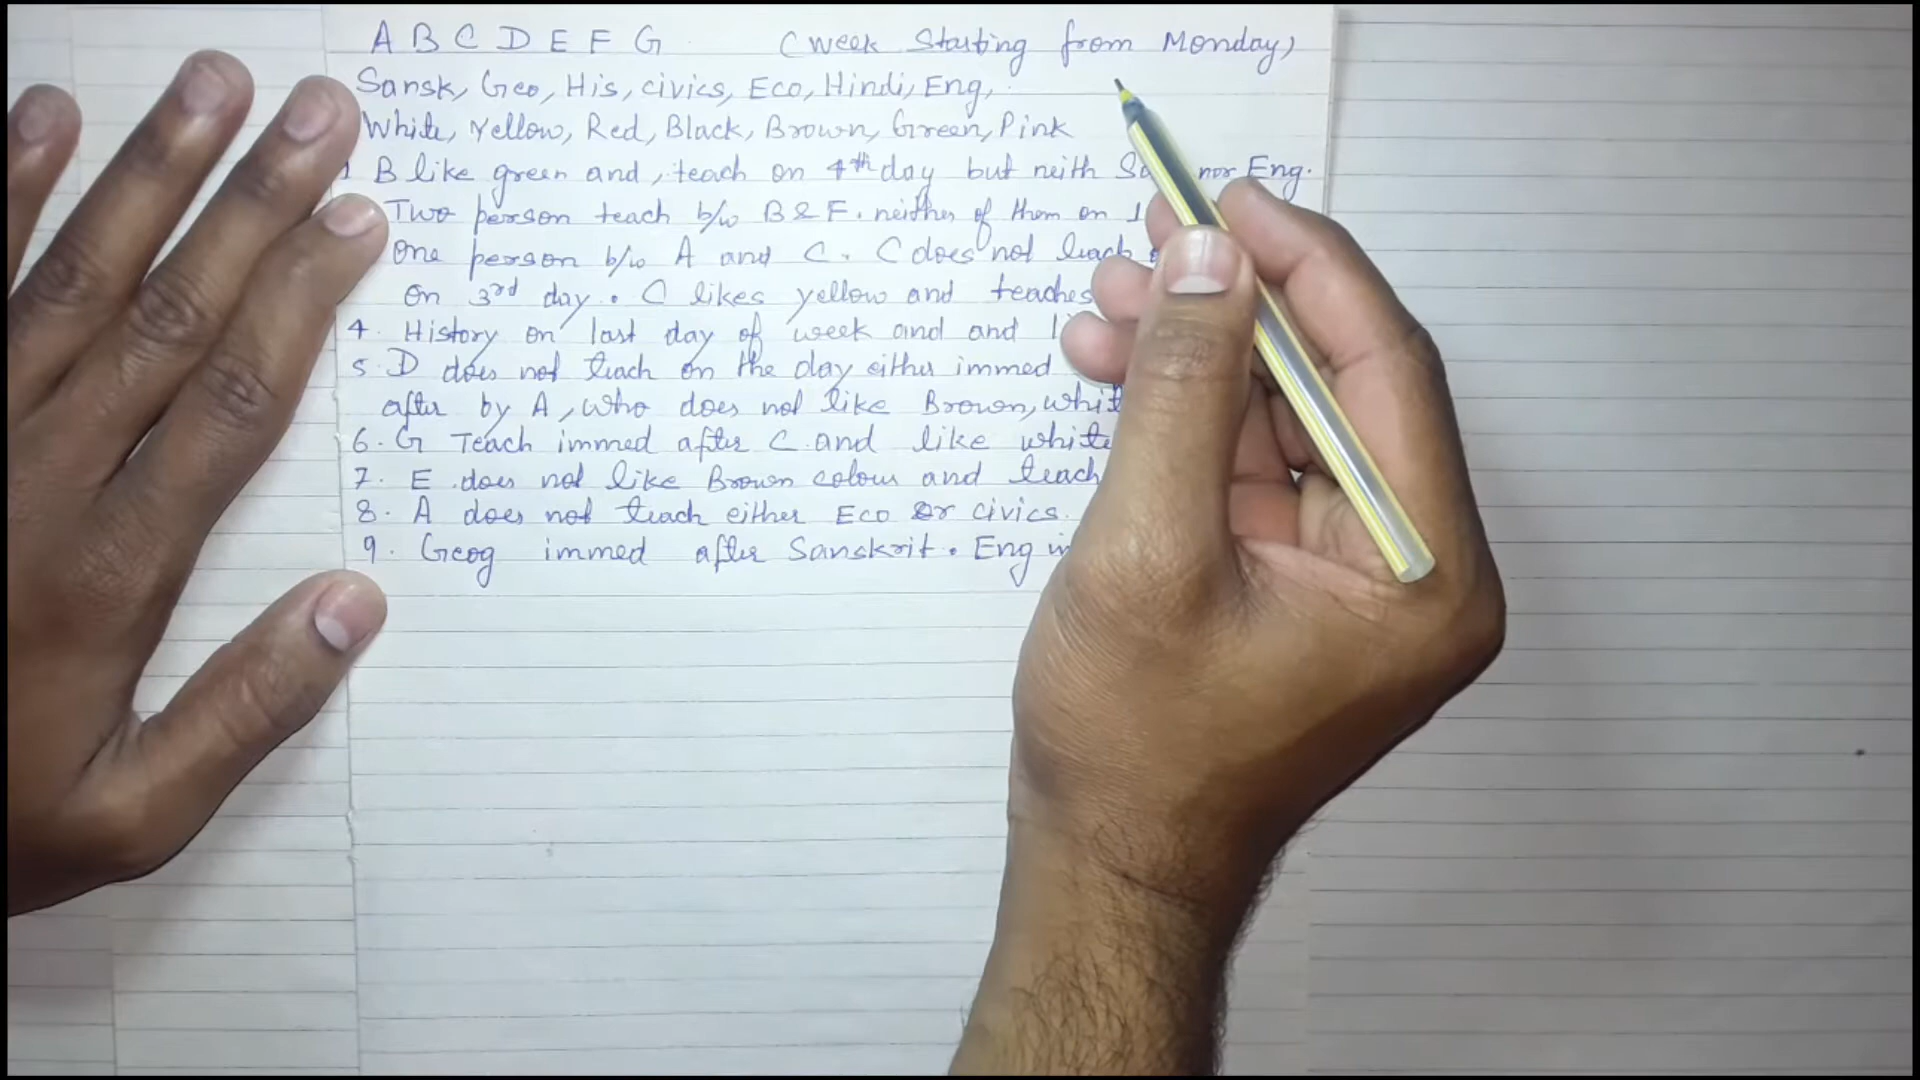 A B C D E F G (week Starting from Monday)
Sansk, Geo, His, civics, Eco, Hindi, Eng,
White, Yellow, Red, Black, Brown, Green, Pink
1 B like green and, teach on 4th day but neith nor Eng.
Two person teach b/w B & F. neither of them on
One person b/w A and C. C does not teach
on 3rd day. C likes yellow and teaches
4. History on last day of week and and
5. D does not teach on the day either immed
after by A, who does not like Brown,
6. G Teach immed after C. and like white
7. E does not like Brown colour and teach
8. A does not teach either Eco or civics.
9. Geog immed after Sanskrit. Eng